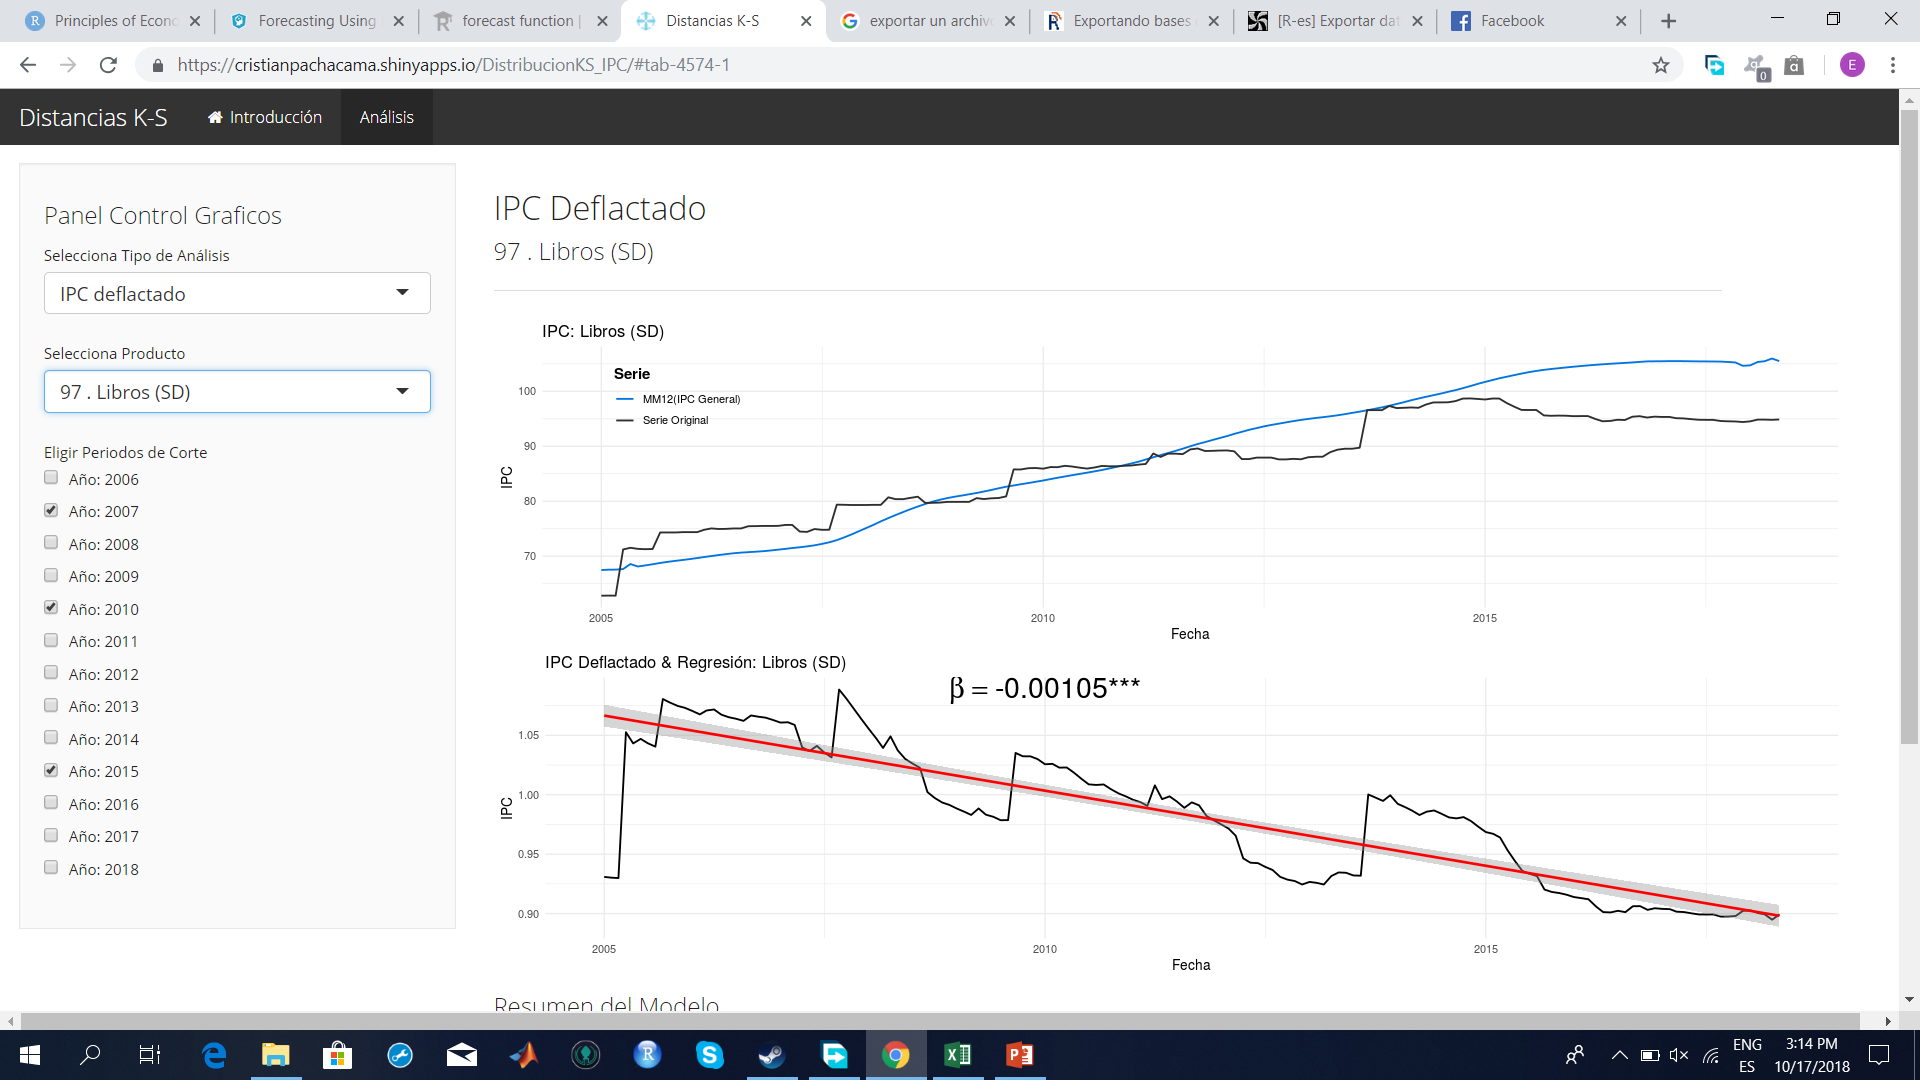 Principles of Econo
Forecasting Using
forecast function |
Distancias K-S
exportar un archivo
Exportando bases
[R-es] Exportar dat
Facebook
https://cristianpachacama.shinyapps.io/DistribucionKS_IPC/#tab-4574-1
0
a
E
Distancias K-S
Introducción
Análisis
Panel Control Graficos
Selecciona Tipo de Análisis
IPC deflactado
Selecciona Producto
97 . Libros (SD)
Eligir Periodos de Corte
Año: 2006
Año: 2007
Año: 2008
Año: 2009
Año: 2010
Año: 2011
Año: 2012
Año: 2013
Año: 2014
Año: 2015
Año: 2016
Año: 2017
Año: 2018
IPC Deflactado
97 . Libros (SD)
IPC: Libros (SD)
Serie
MM12(IPC General)
Serie Original
100
90
80
70
IPC
2005
2010
2015
Fecha
IPC Deflactado & Regresión: Libros (SD)
β = -0.00105***
1.05
1.00
0.95
0.90
IPC
2005
2010
2015
Fecha
Resumen del Modelo
ENG
ES
3:14 PM
10/17/2018